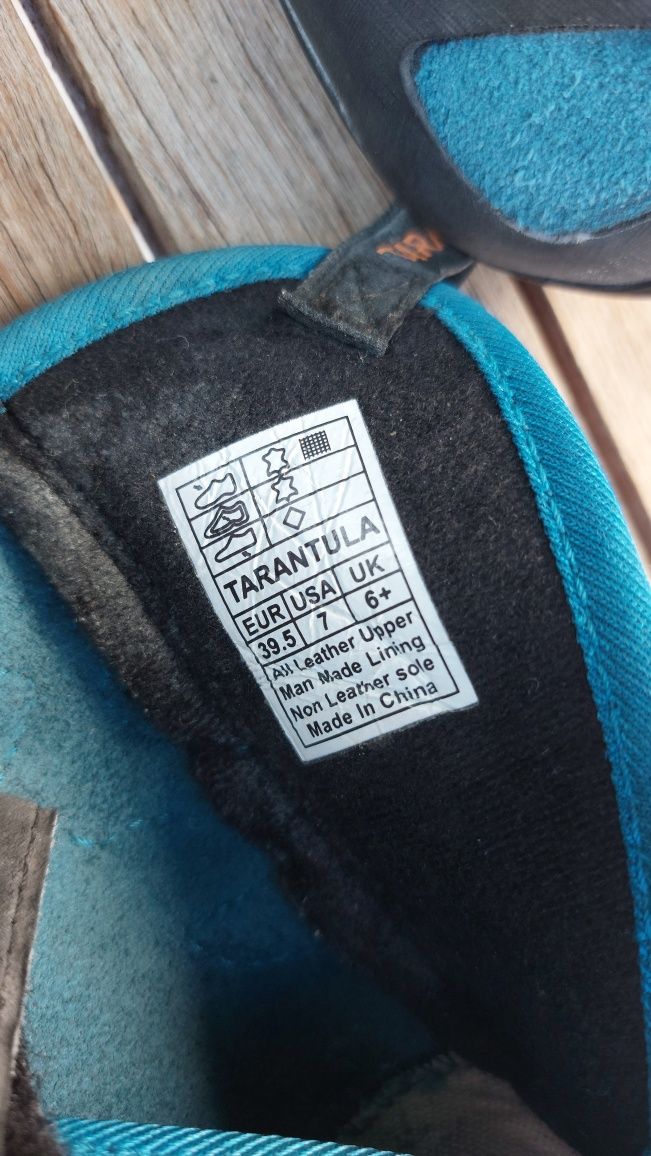 TARANTULA
EUR USA UK
39.5 7 6+
All Leather Upper
Man Made Lining
Non Leather sole
Made In China